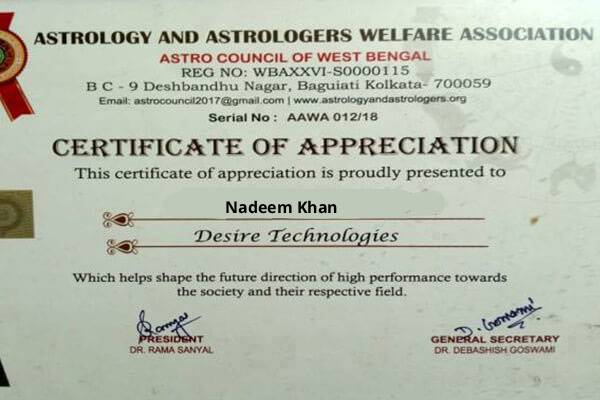 ASTROLOGY AND ASTROLOGERS WELFARE ASSOCIATION
ASTRO COUNCIL OF WEST BENGAL
REG NO: WBAXXVI-S0000115
B C - 9 Deshbandhu Nagar, Baguiati Kolkata- 700059
Email: astrocouncil2017@gmail.com | www.astrologyandastrologers.org
Serial No : AAWA 012/18
CERTIFICATE OF APPRECIATION
This certificate of appreciation is proudly presented to
Nadeem Khan
Desire Technologies
Which helps shape the future direction of high performance towards
the society and their respective field.
D. Goswami
PRESIDENT
GENERAL SECRETARY
DR. RAMA SANYAL
DR. DEBASHISH GOSWAMI